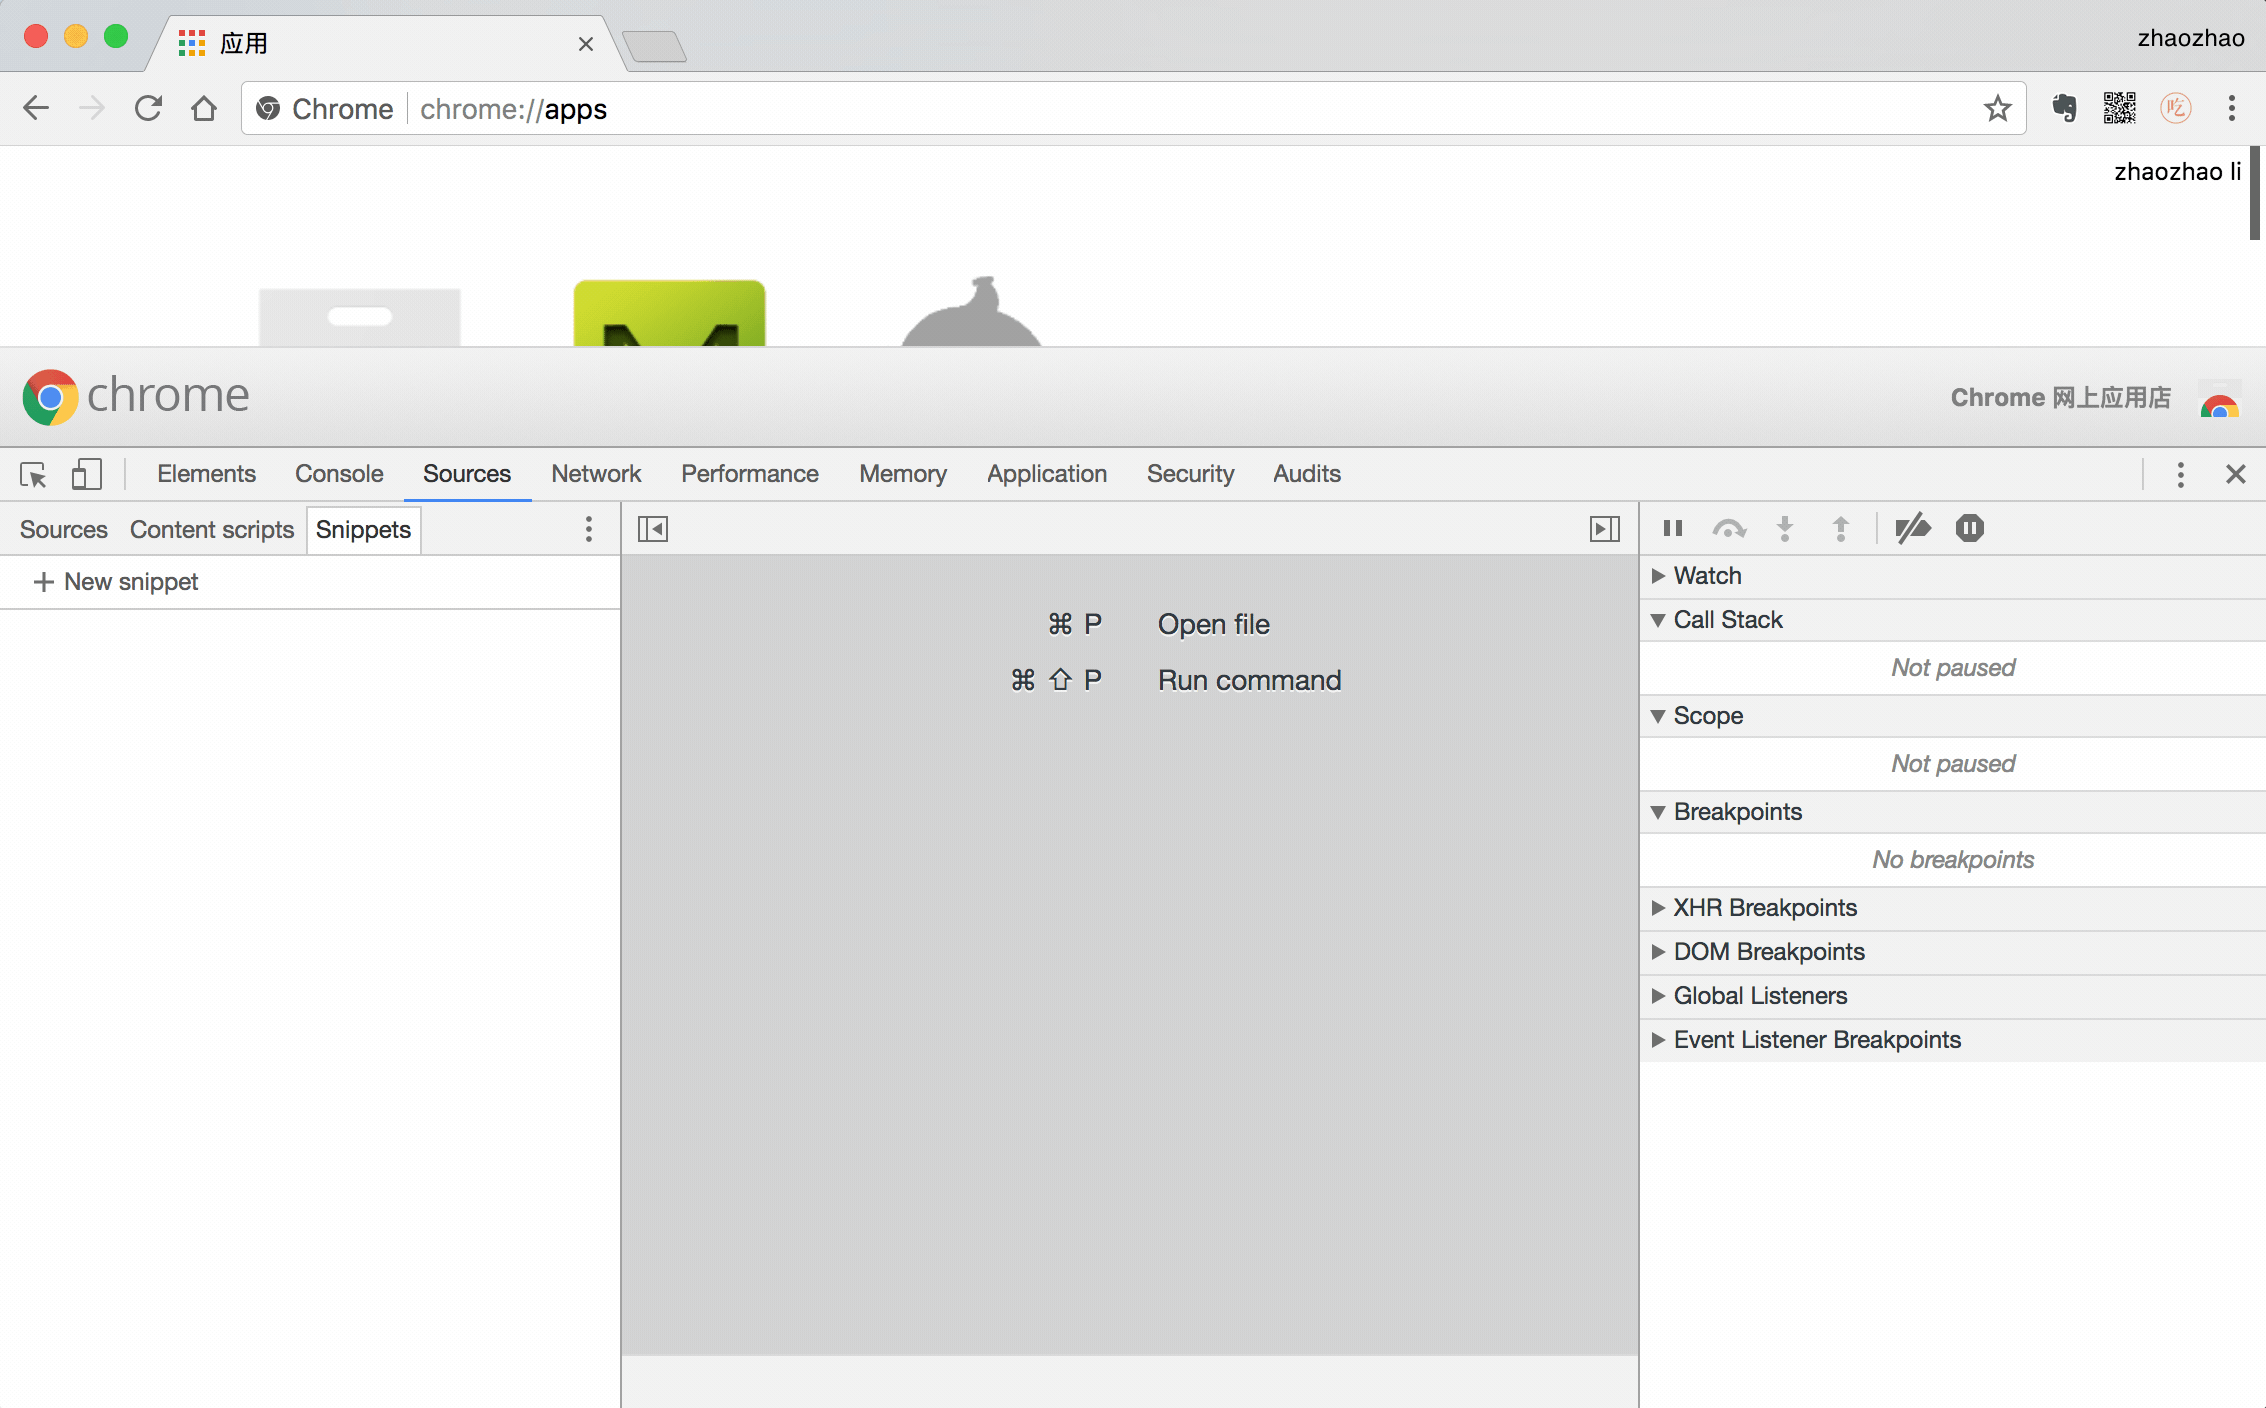 应用
zhaozhao
Chrome chrome://apps
吃
zhaozhao li
chrome
Chrome 网上应用店
Elements Console Sources Network Performance Memory Application Security Audits
Sources Content scripts Snippets
+ New snippet
⌘ P Open file
⌘ ⇧ P Run command
Watch
Call Stack
Not paused
Scope
Not paused
Breakpoints
No breakpoints
XHR Breakpoints
DOM Breakpoints
Global Listeners
Event Listener Breakpoints